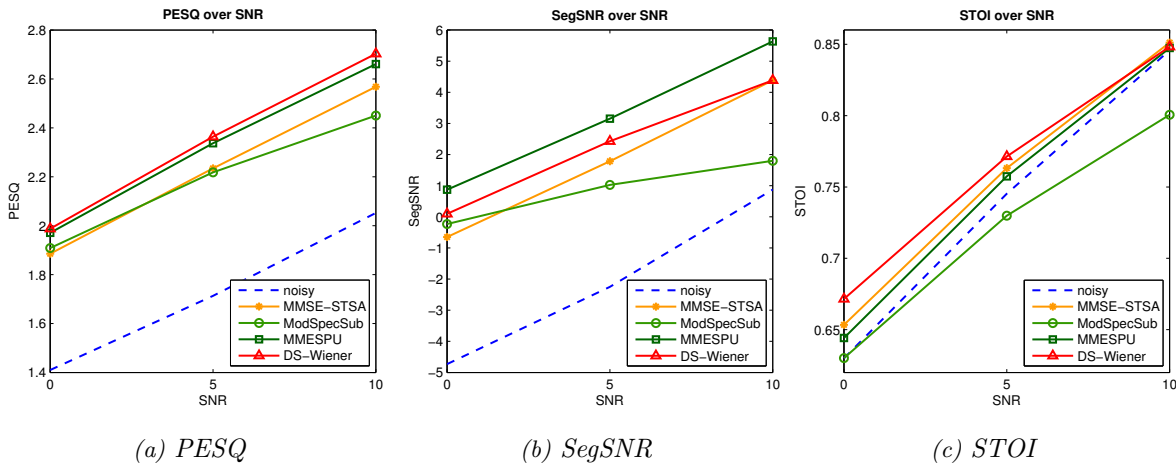 PESQ over SNR
2.8
2.6
2.4
2.2
2
1.8
1.6
1.4
PESQ
0
5
10
SNR
noisy
MMSE−STSA
ModSpecSub
MMESPU
DS−Wiener
(a) PESQ
SegSNR over SNR
6
5
4
3
2
1
0
−1
−2
−3
−4
−5
SegSNR
0
5
10
SNR
noisy
MMSE−STSA
ModSpecSub
MMESPU
DS−Wiener
(b) SegSNR
STOI over SNR
0.85
0.8
0.75
0.7
0.65
STOI
0
5
10
SNR
noisy
MMSE−STSA
ModSpecSub
MMESPU
DS−Wiener
(c) STOI